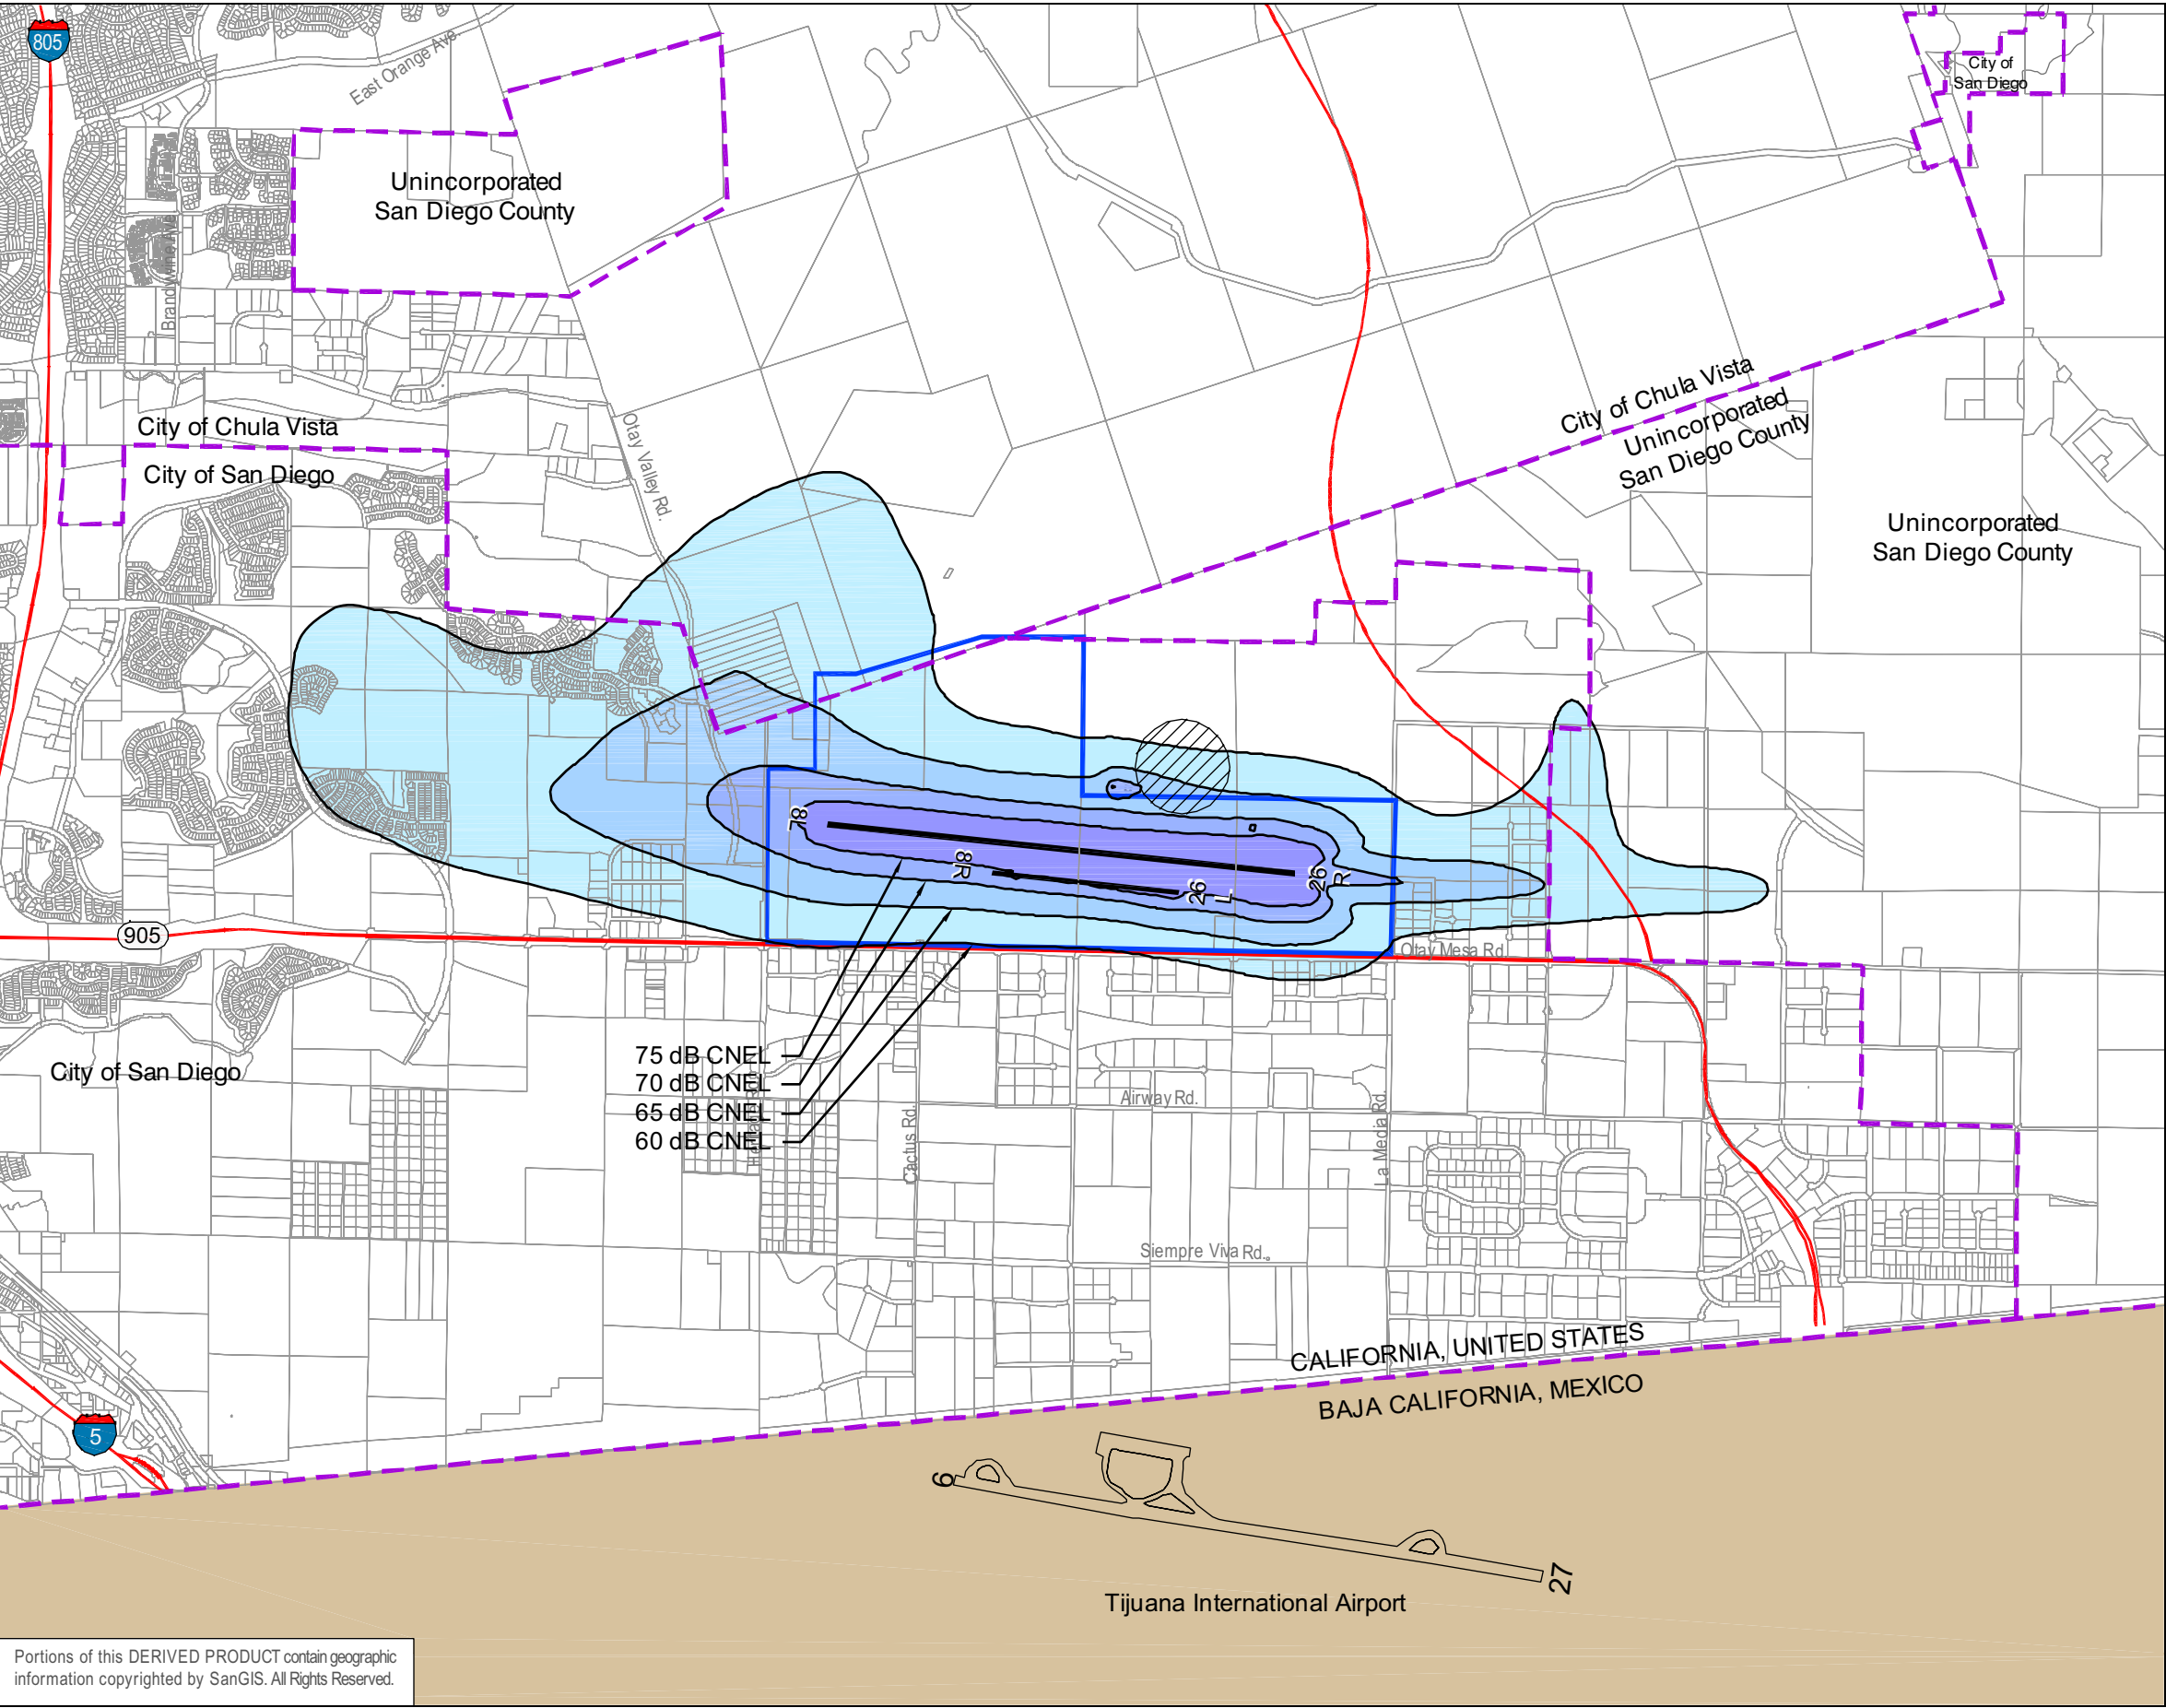 805
East Orange Ave.
City of
San Diego
Unincorporated
San Diego County
Brandywine Ave.
City of Chula Vista
Unincorporated
San Diego County
City of Chula Vista
City of San Diego
Otay Valley Rd.
Unincorporated
San Diego County
8L
8R
26
L
26
R
905
Otay Mesa Rd.
75 dB CNEL
70 dB CNEL
65 dB CNEL
60 dB CNEL
City of San Diego
Cactus Rd.
Airway Rd.
La Media Rd.
Siempre Viva Rd.
CALIFORNIA, UNITED STATES
BAJA CALIFORNIA, MEXICO
5
6
27
Tijuana International Airport
Portions of this DERIVED PRODUCT contain geographic
information copyrighted by SanGIS. All Rights Reserved.